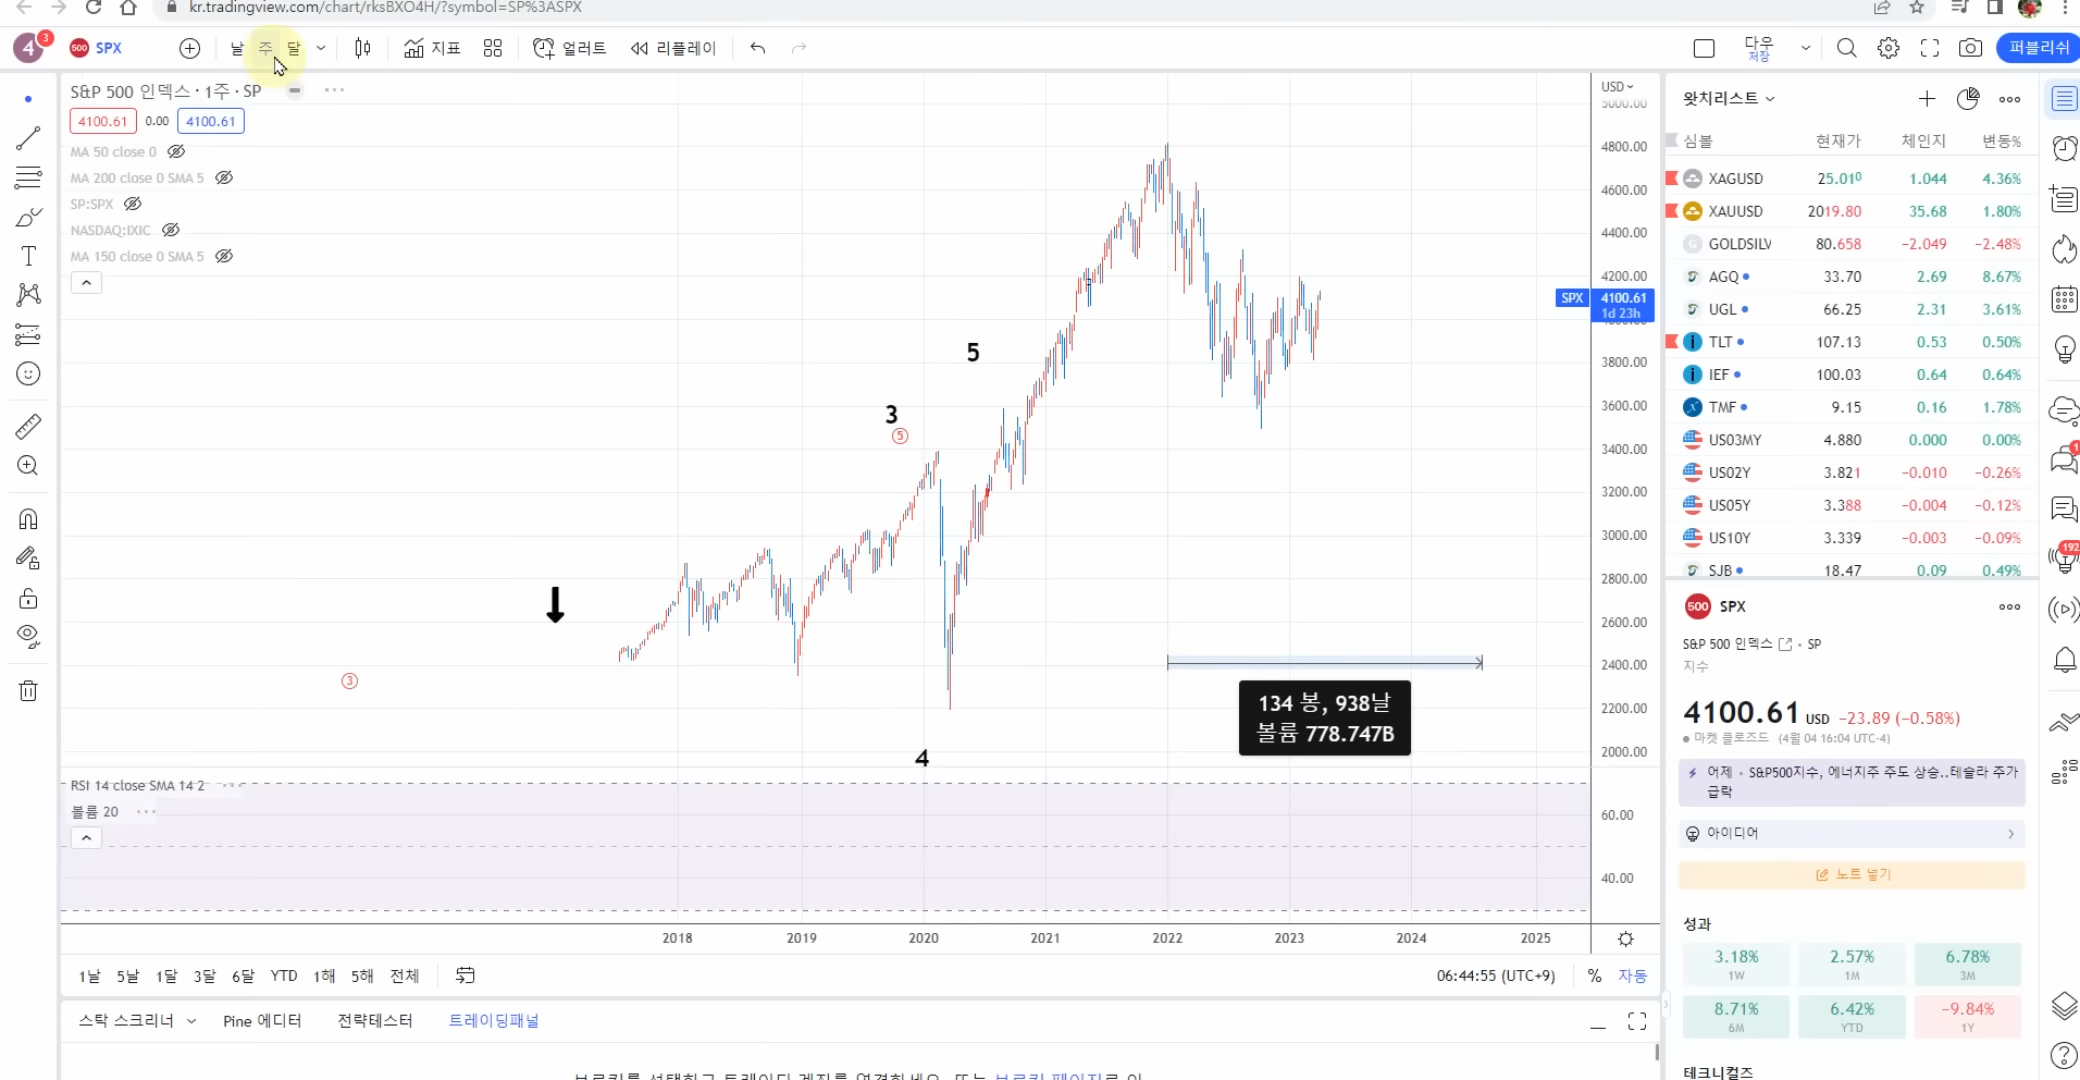 kr.tradingview.com/chart/rksBXO4H/?symbol=SP%3ASPX
4 3 500 SPX 날 주 달 지표 얼러트 리플레이 다우 저장 퍼블리쉬
S&P 500 인덱스 · 1주 · SP
4100.61 0.00 4100.61
MA 50 close 0
MA 200 close 0 SMA 5
SP:SPX
NASDAQ:IXIC
MA 150 close 0 SMA 5
USD
5000.00
4800.00
4600.00
4400.00
4200.00
SPX 4100.61
1d 23h
4000.00
3800.00
3600.00
3400.00
3200.00
3000.00
2800.00
2600.00
2400.00
2200.00
2000.00
5
3
⑤
③
4
134 봉, 938날
볼륨 778.747B
RSI 14 close SMA 14 2
볼륨 20
60.00
40.00
2018 2019 2020 2021 2022 2023 2024 2025
1날 5날 1달 3달 6달 YTD 1해 5해 전체
06:44:55 (UTC+9) % 자동
스탁 스크리너 Pine 에디터 전략테스터 트레이딩패널
왓치리스트
심볼 현재가 체인지 변동%
XAGUSD 25.010 1.044 4.36%
XAUUSD 2019.80 35.68 1.80%
GOLDSILV 80.658 −2.049 −2.48%
AGQ 33.70 2.69 8.67%
UGL 66.25 2.31 3.61%
TLT 107.13 0.53 0.50%
IEF 100.03 0.64 0.64%
TMF 9.15 0.16 1.78%
US03MY 4.880 0.000 0.00%
US02Y 3.821 −0.010 −0.26%
US05Y 3.388 −0.004 −0.12%
US10Y 3.339 −0.003 −0.09%
SJB 18.47 0.09 0.49%
500 SPX
S&P 500 인덱스 · SP
지수
4100.61 USD −23.89 (−0.58%)
마켓 클로즈드 (4월 04 16:04 UTC-4)
어제 · S&P500지수, 에너지주 주도 상승..테슬라 주가
급락
아이디어
노트 넣기
성과
3.18% 2.57% 6.78%
1W 1M 3M
8.71% 6.42% −9.84%
6M YTD 1Y
테크니컬즈
192